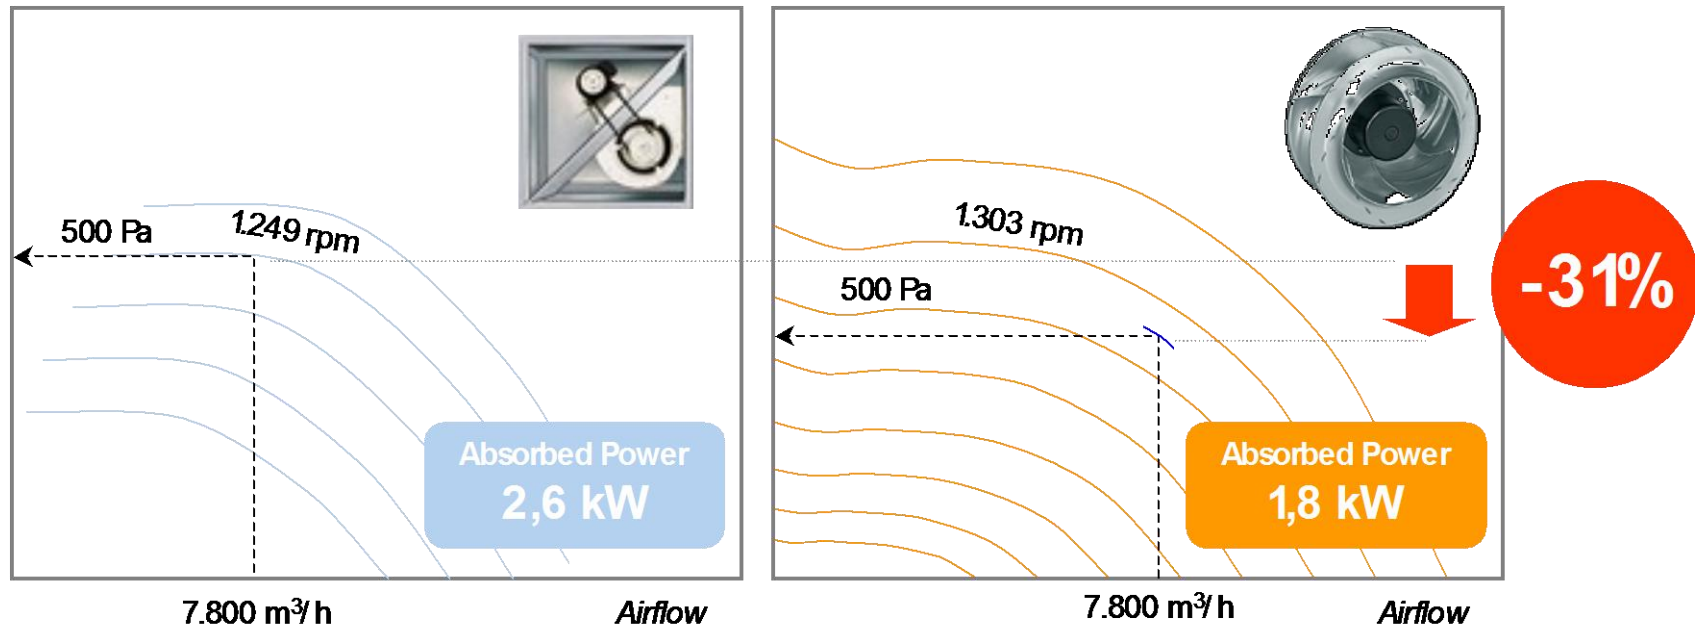 500 Pa
1.249 rpm
Absorbed Power
2,6 kW
7.800 m³/h
Airflow
1.303 rpm
500 Pa
Absorbed Power
1,8 kW
7.800 m³/h
Airflow
-31%